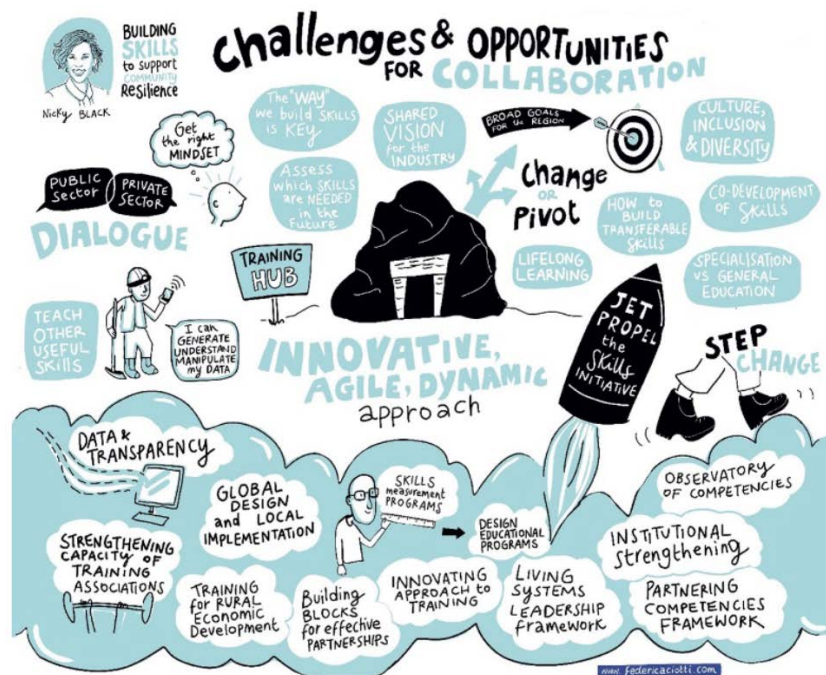 BUILDING
SKILLS
to support
COMMUNITY
ResilieNce
Nicky BLACK
Challenges & OPPORTUNITIES
FOR COLLABORATION
Get
the right
MINDSET
The "WAY"
we build skills
is KEY
SHARED
VISION
for the
INDUSTRY
BROAD GOALS
FOR the REGION
CULTURE,
INCLUSION
& DIVERSITY
PUBLIC
Sector
PRIVATE
SECTOR
DIALOGUE
Assess
which SKILLS
are NEEDED
in the
Future
Change
OR
Pivot
HOW to
BUILD
TRANSFERABLE
Skills
CO-DEVELOPMENT
OF Skills
TRAINING
HUB
LIFELONG
LEARNING
SPECIALISATION
VS GENERAL
EDUCATION
TEACH
OTHER
USEFUL
SKILLS
I can
GENERATE
UNDERSTAND
MANIPULATE
my DATA
INNOVATIVE,
AGILE, DYNAMIC
approach
JET
PROPEL
the
Skills
INITIATIVE
STEP
CHANGE
DATA &
TRANSPARENCY
GLOBAL
DESIGN
and LOCAL
IMPLEMENTATION
SKILLS
measurement
PROGRAMS
DESIGN
EDUCATIONAL
PROGRAMS
OBSERVATORY
OF COMPETENCIES
INSTITUTIONAL
strengthening
STRENGTHENING
CAPACITY OF
TRAINING
ASSOCIATIONS
TRAINING
for RURAL
Economic
Development
Building
BLOCKS
for effective
PARTNERSHIPS
INNOVATING
APPROACH to
TRAINING
LIVING
SYSTEMS
LEADERSHIP
framework
PARTNERING
COMPETENCIES
FRAMEWORK
www.federicaciotti.com